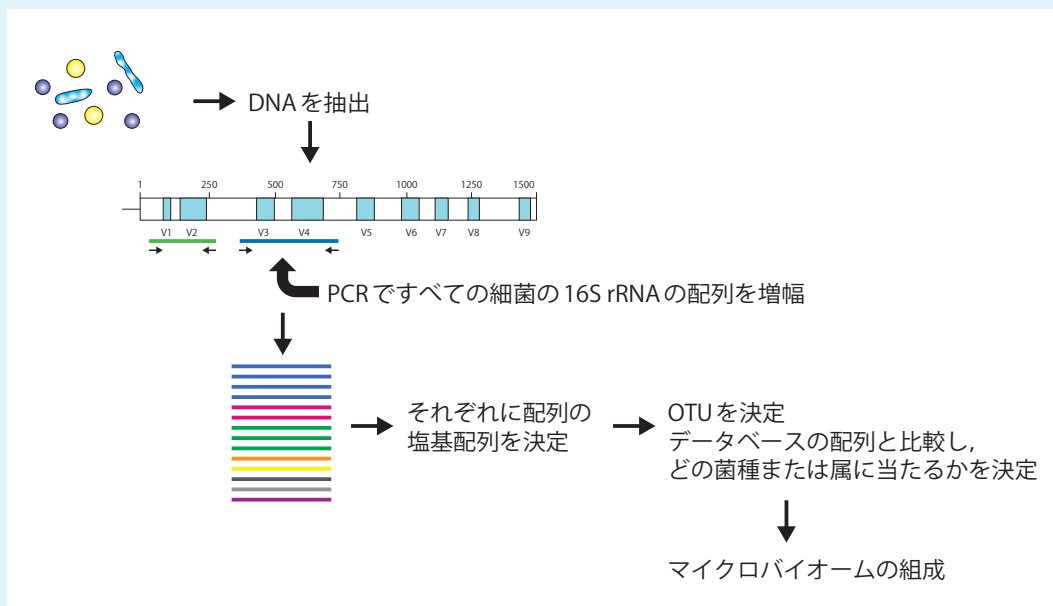 DNAを抽出
1 250 500 750 1000 1250 1500
V1 V2 V3 V4 V5 V6 V7 V8 V9
PCRですべての細菌の16S rRNAの配列を増幅
それぞれに配列の
塩基配列を決定
OTUを決定
データベースの配列と比較し,
どの菌種または属に当たるかを決定
マイクロバイオームの組成